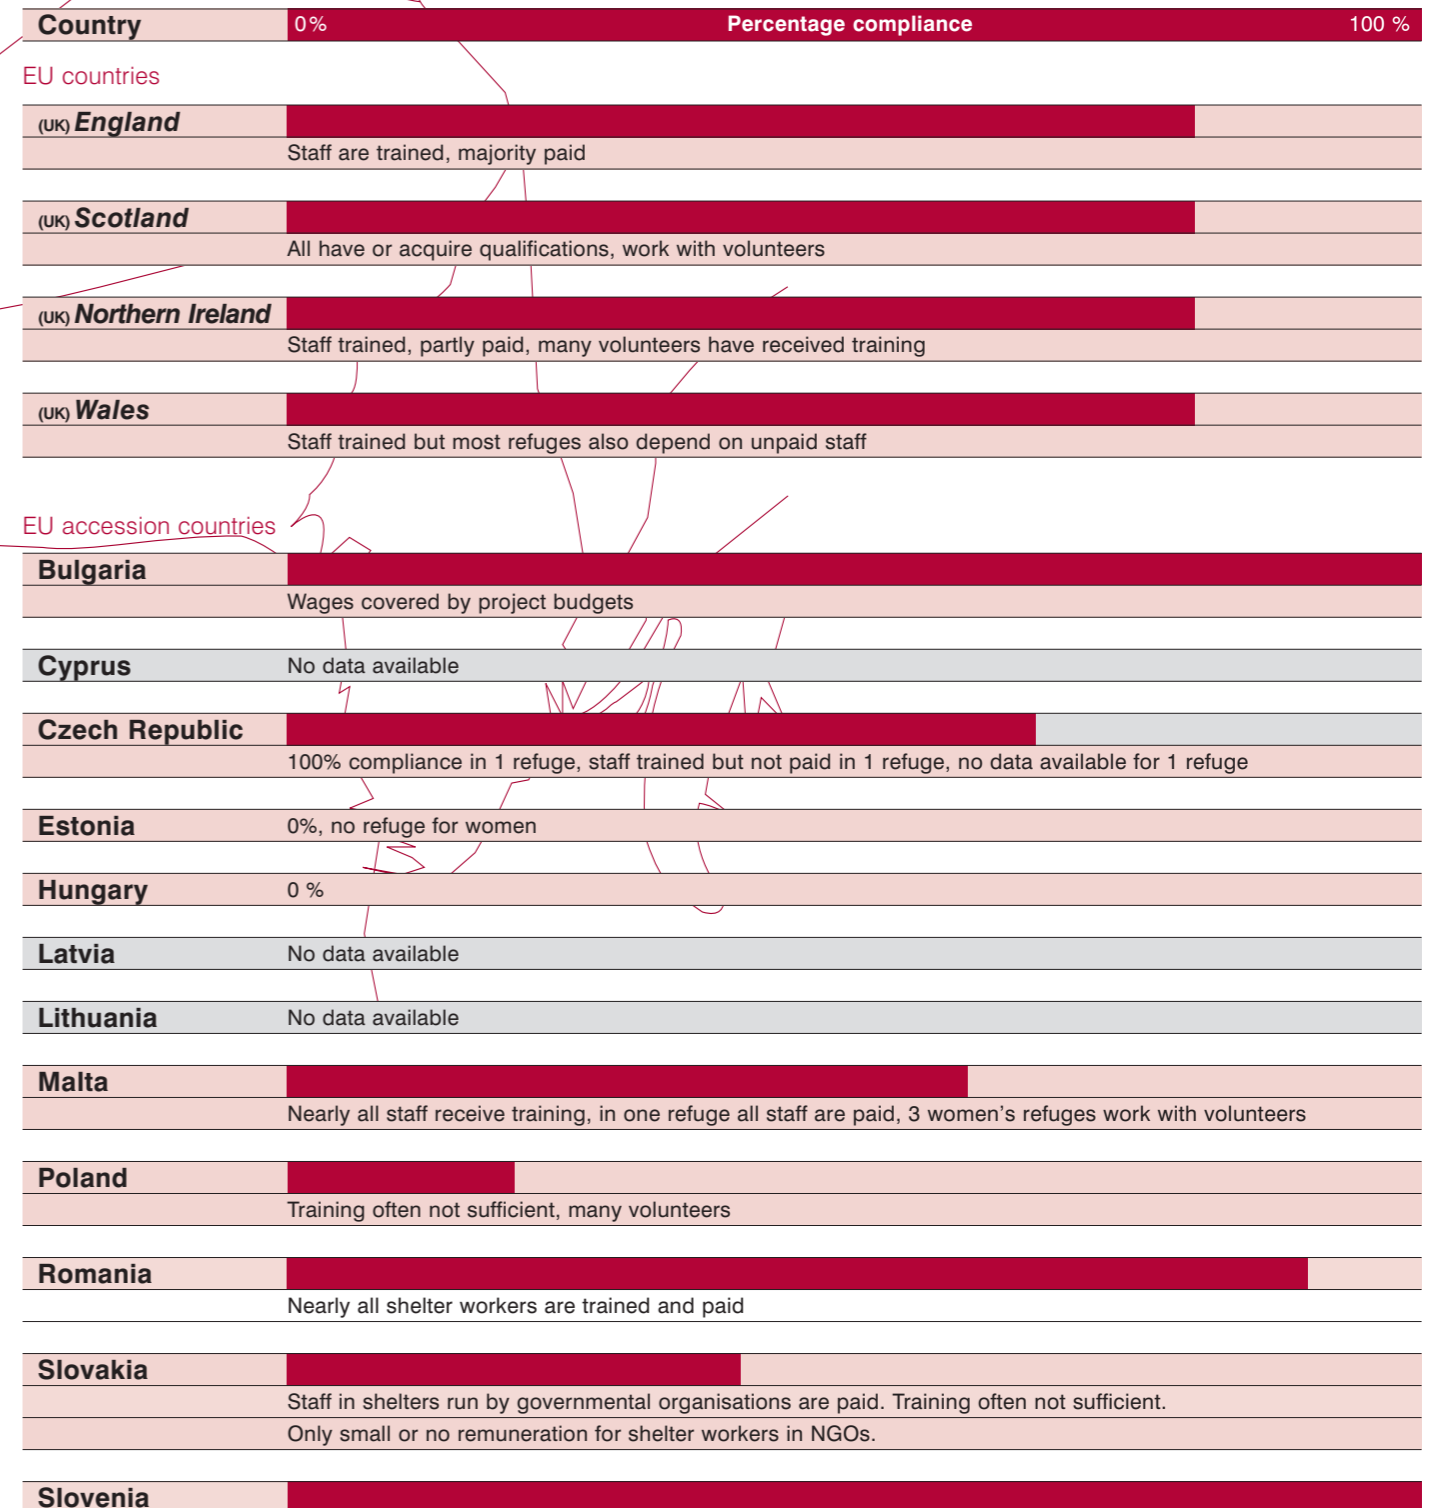 Country 0% Percentage compliance 100 %
EU countries
(UK) England
Staff are trained, majority paid
(UK) Scotland
All have or acquire qualifications, work with volunteers
(UK) Northern Ireland
Staff trained, partly paid, many volunteers have received training
(UK) Wales
Staff trained but most refuges also depend on unpaid staff
EU accession countries
Bulgaria
Wages covered by project budgets
Cyprus No data available
Czech Republic
100% compliance in 1 refuge, staff trained but not paid in 1 refuge, no data available for 1 refuge
Estonia 0%, no refuge for women
Hungary 0 %
Latvia No data available
Lithuania No data available
Malta
Nearly all staff receive training, in one refuge all staff are paid, 3 women's refuges work with volunteers
Poland
Training often not sufficient, many volunteers
Romania
Nearly all shelter workers are trained and paid
Slovakia
Staff in shelters run by governmental organisations are paid. Training often not sufficient.
Only small or no remuneration for shelter workers in NGOs.
Slovenia